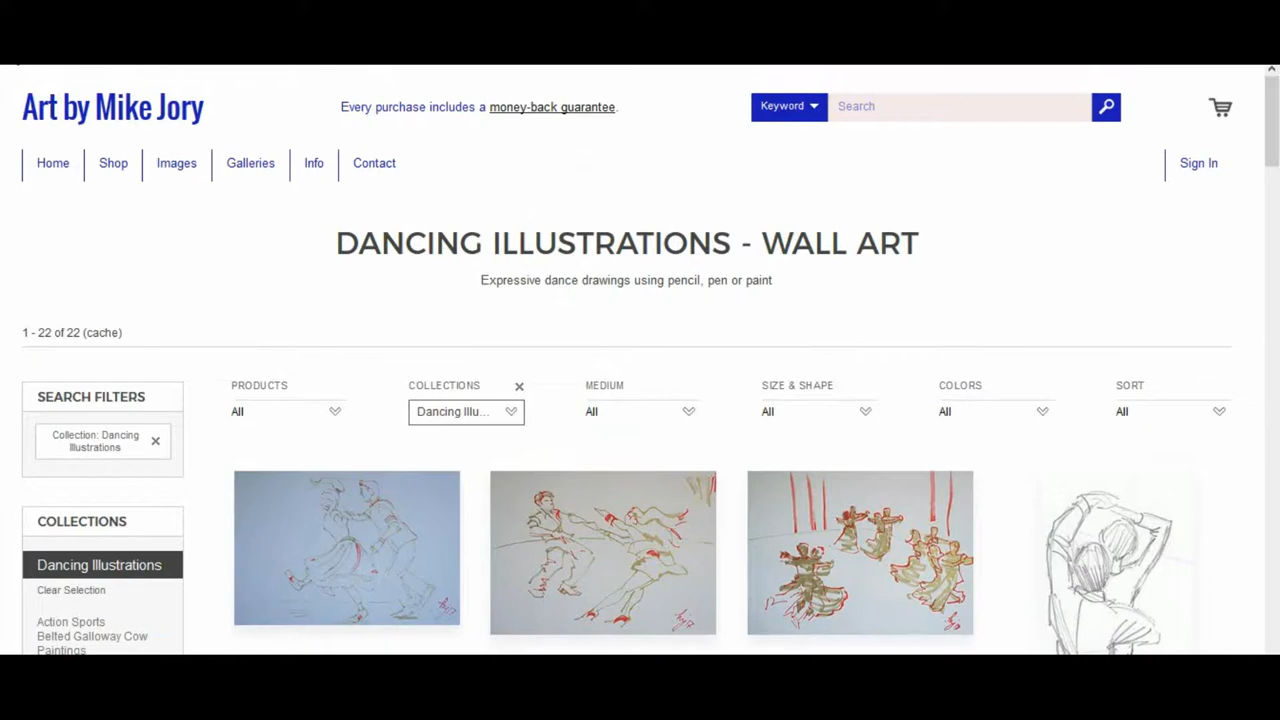 Art by Mike Jory
Every purchase includes a money-back guarantee.
Keyword
Search
Home
Shop
Images
Galleries
Info
Contact
Sign In
DANCING ILLUSTRATIONS - WALL ART
Expressive dance drawings using pencil, pen or paint
1 - 22 of 22 (cache)
SEARCH FILTERS
Collection: Dancing
Illustrations
COLLECTIONS
Dancing Illustrations
Clear Selection
Action Sports
Belted Galloway Cow
Paintings
PRODUCTS
All
COLLECTIONS
Dancing Illu...
MEDIUM
All
SIZE & SHAPE
All
COLORS
All
SORT
All